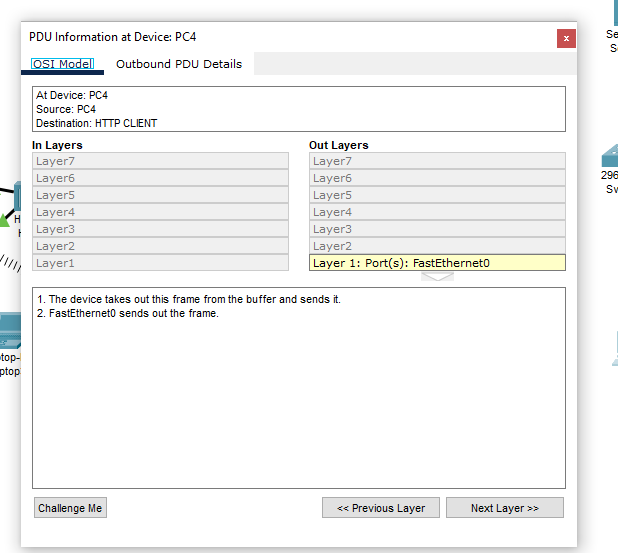 PDU Information at Device: PC4
x
OSI Model
Outbound PDU Details
At Device: PC4
Source: PC4
Destination: HTTP CLIENT
In Layers
Out Layers
Layer7
Layer7
Layer6
Layer6
Layer5
Layer5
Layer4
Layer4
Layer3
Layer3
Layer2
Layer2
Layer1
Layer 1: Port(s): FastEthernet0
1. The device takes out this frame from the buffer and sends it.
2. FastEthernet0 sends out the frame.
Challenge Me
<< Previous Layer
Next Layer >>
Se
S
296
Sv
H
top-
ptop